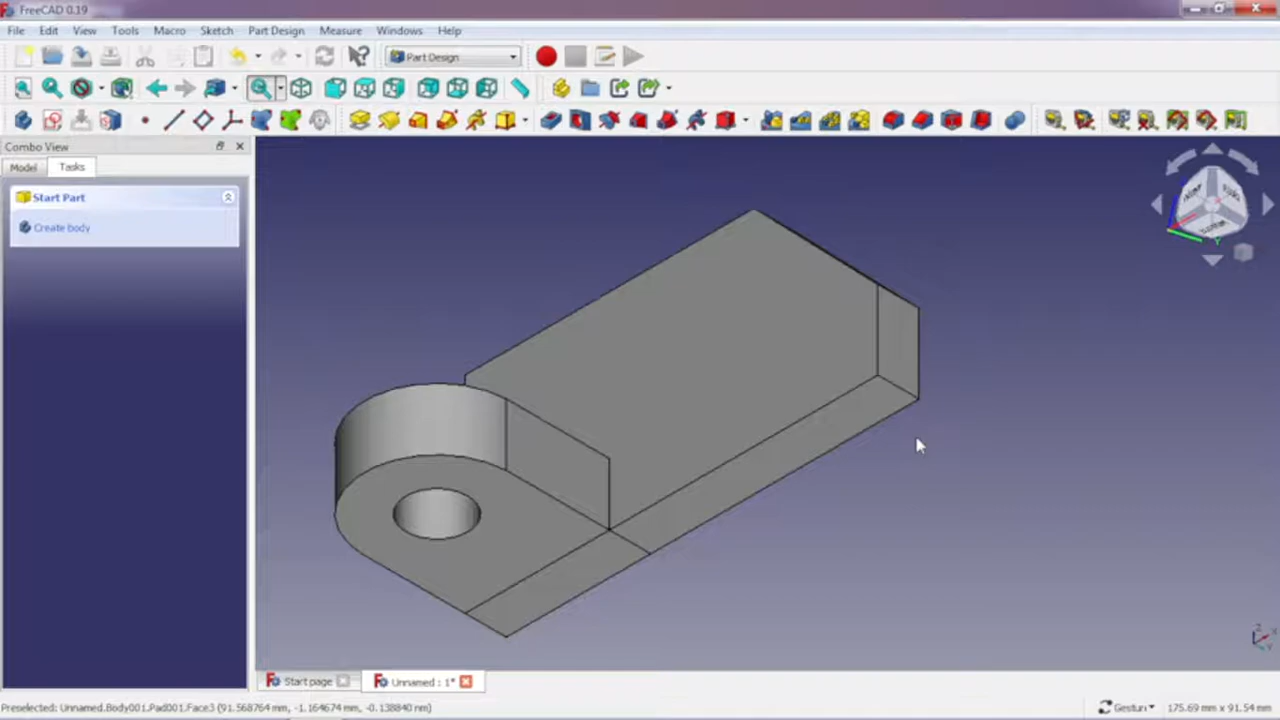 FreeCAD 0.19
File Edit View Tools Macro Sketch Part Design Measure Windows Help
Part Design
Combo View
Model Tasks
Start Part
Create body
Start page Unnamed : 1*
Preselected: Unnamed.Body001.Pad001.Face3 (91.568764 mm, -1.164674 mm, -0.138840 mm)
Gesture 175.69 mm x 91.54 mm